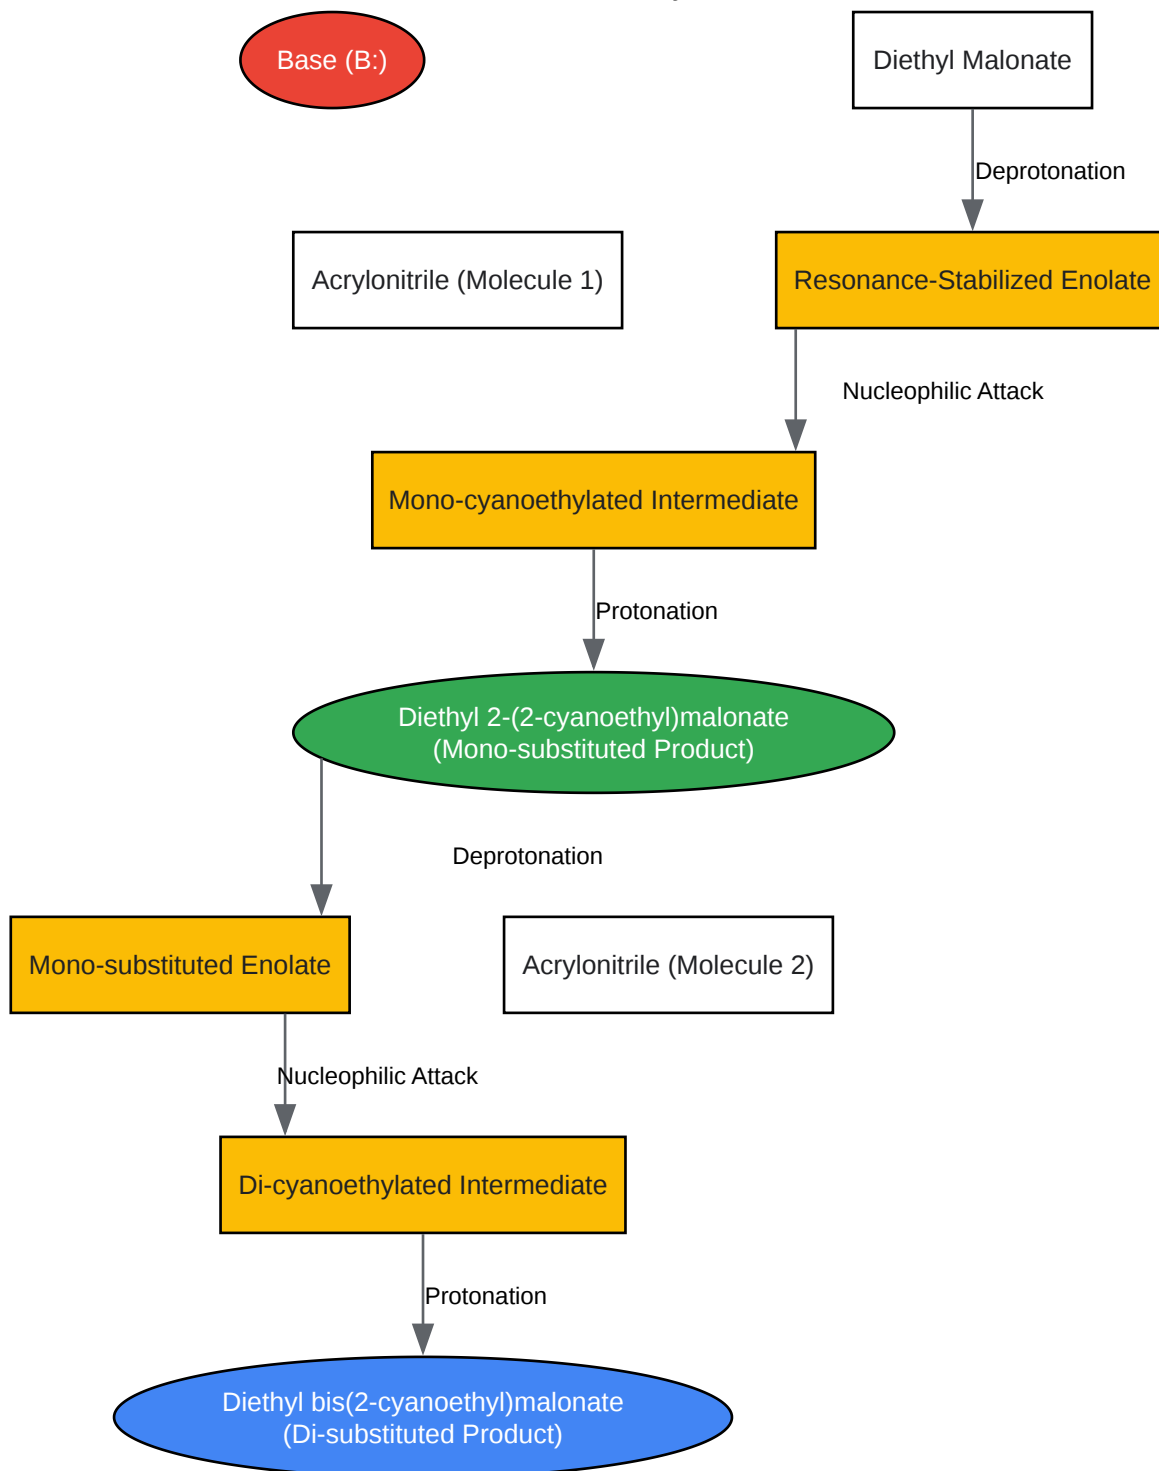 Base (B:)
Diethyl Malonate
Deprotonation
Acrylonitrile (Molecule 1)
Resonance-Stabilized Enolate
Nucleophilic Attack
Mono-cyanoethylated Intermediate
Protonation
Diethyl 2-(2-cyanoethyl)malonate
(Mono-substituted Product)
Deprotonation
Mono-substituted Enolate
Acrylonitrile (Molecule 2)
Nucleophilic Attack
Di-cyanoethylated Intermediate
Protonation
Diethyl bis(2-cyanoethyl)malonate
(Di-substituted Product)